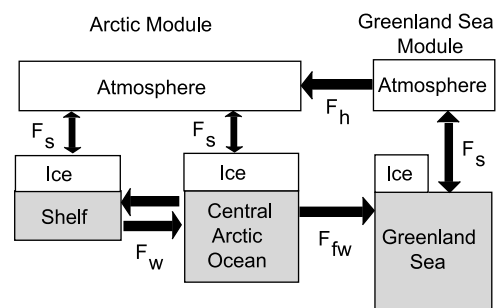 Arctic Module
Greenland Sea
Module
Atmosphere
Atmosphere
F_h
F_s
F_s
F_s
Ice
Ice
Ice
Shelf
Central
Arctic
Ocean
Greenland
Sea
F_w
F_fw